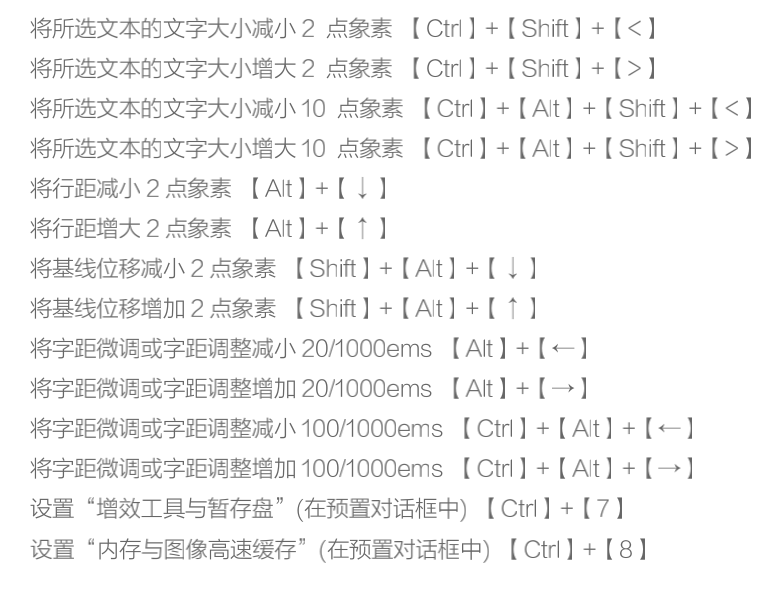 将所选文本的文字大小减小 2 点象素 【 Ctrl 】+【 Shift 】+【 < 】
将所选文本的文字大小增大 2 点象素 【 Ctrl 】+【 Shift 】+【 > 】
将所选文本的文字大小减小 10 点象素 【 Ctrl 】+【 Alt 】+【 Shift 】+【 < 】
将所选文本的文字大小增大 10 点象素 【 Ctrl 】+【 Alt 】+【 Shift 】+【 > 】
将行距减小 2 点象素 【 Alt 】+【 ↓ 】
将行距增大 2 点象素 【 Alt 】+【 ↑ 】
将基线位移减小 2 点象素 【 Shift 】+【 Alt 】+【 ↓ 】
将基线位移增加 2 点象素 【 Shift 】+【 Alt 】+【 ↑ 】
将字距微调或字距调整减小 20/1000ems 【 Alt 】+【 ← 】
将字距微调或字距调整增加 20/1000ems 【 Alt 】+【 → 】
将字距微调或字距调整减小 100/1000ems 【 Ctrl 】+【 Alt 】+【 ← 】
将字距微调或字距调整增加 100/1000ems 【 Ctrl 】+【 Alt 】+【 → 】
设置“增效工具与暂存盘”(在预置对话框中) 【 Ctrl 】+【 7 】
设置“内存与图像高速缓存”(在预置对话框中) 【 Ctrl 】+【 8 】